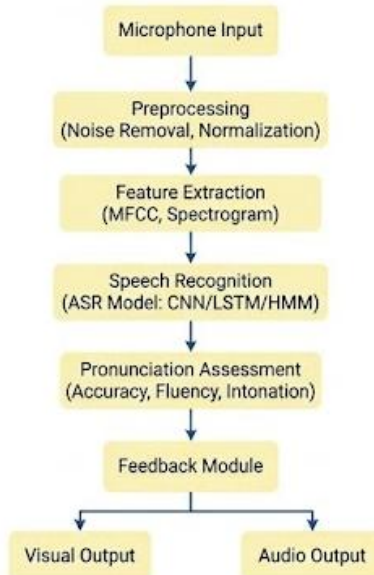 Microphone Input
Preprocessing
(Noise Removal, Normalization)
Feature Extraction
(MFCC, Spectrogram)
Speech Recognition
(ASR Model: CNN/LSTM/HMM)
Pronunciation Assessment
(Accuracy, Fluency, Intonation)
Feedback Module
Visual Output
Audio Output